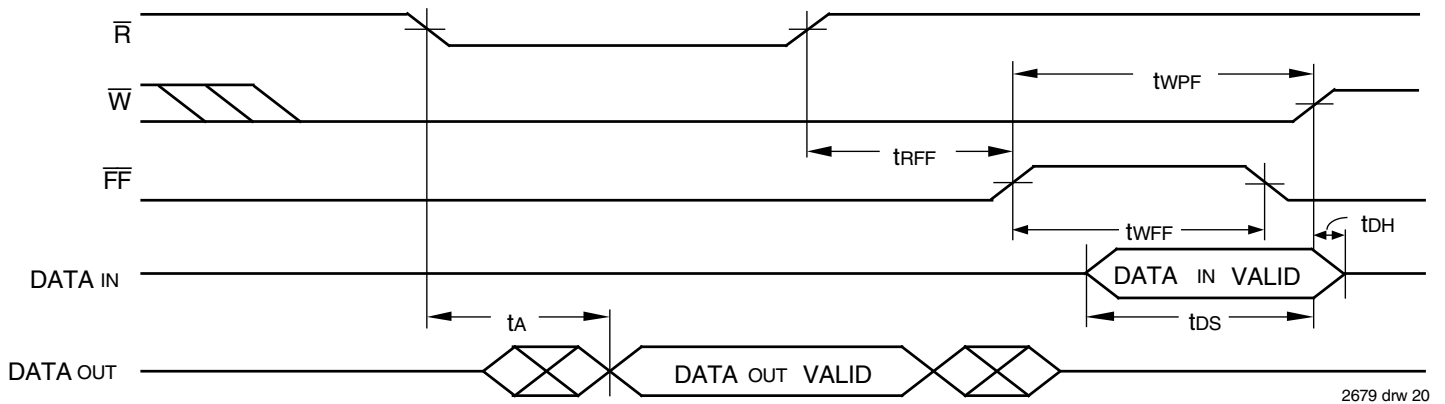 R̅
tWPF
W̅
tRFF
F̅F̅
tDH
tWFF
DATA IN
DATA IN VALID
tA
tDS
DATA OUT
DATA OUT VALID
2679 drw 20